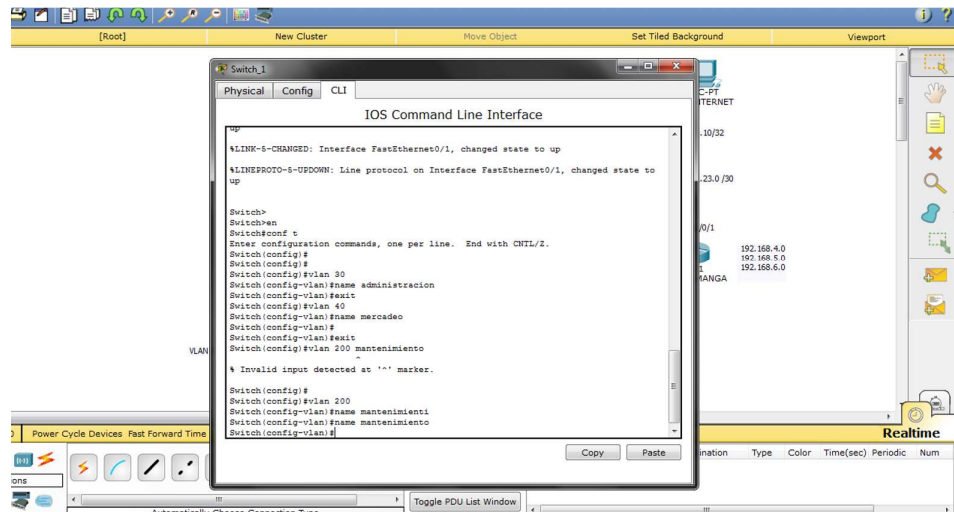 [Root] New Cluster Move Object Set Tiled Background Viewport
Switch_1
Physical Config CLI
IOS Command Line Interface
up
%LINK-5-CHANGED: Interface FastEthernet0/1, changed state to up
%LINEPROTO-5-UPDOWN: Line protocol on Interface FastEthernet0/1, changed state to
up
Switch>
Switch>en
Switch#conf t
Enter configuration commands, one per line. End with CNTL/Z.
Switch(config)#
Switch(config)#
Switch(config)#vlan 30
Switch(config-vlan)#name administracion
Switch(config-vlan)#exit
Switch(config)#vlan 40
Switch(config-vlan)#name mercadeo
Switch(config-vlan)#
Switch(config-vlan)#exit
Switch(config)#vlan 200 mantenimiento
^
% Invalid input detected at '^' marker.
Switch(config)#
Switch(config)#vlan 200
Switch(config-vlan)#name mantenimienti
Switch(config-vlan)#name mantenimiento
Switch(config-vlan)#
Copy Paste
C-PT
TERNET
.10/32
.23.0 /30
/0/1
192.168.4.0
192.168.5.0
192.168.6.0
1
MANGA
VLAN
Power Cycle Devices Fast Forward Time
Realtime
ination Type Color Time(sec) Periodic Num
ons
Toggle PDU List Window
Automatically Choose Connection Type